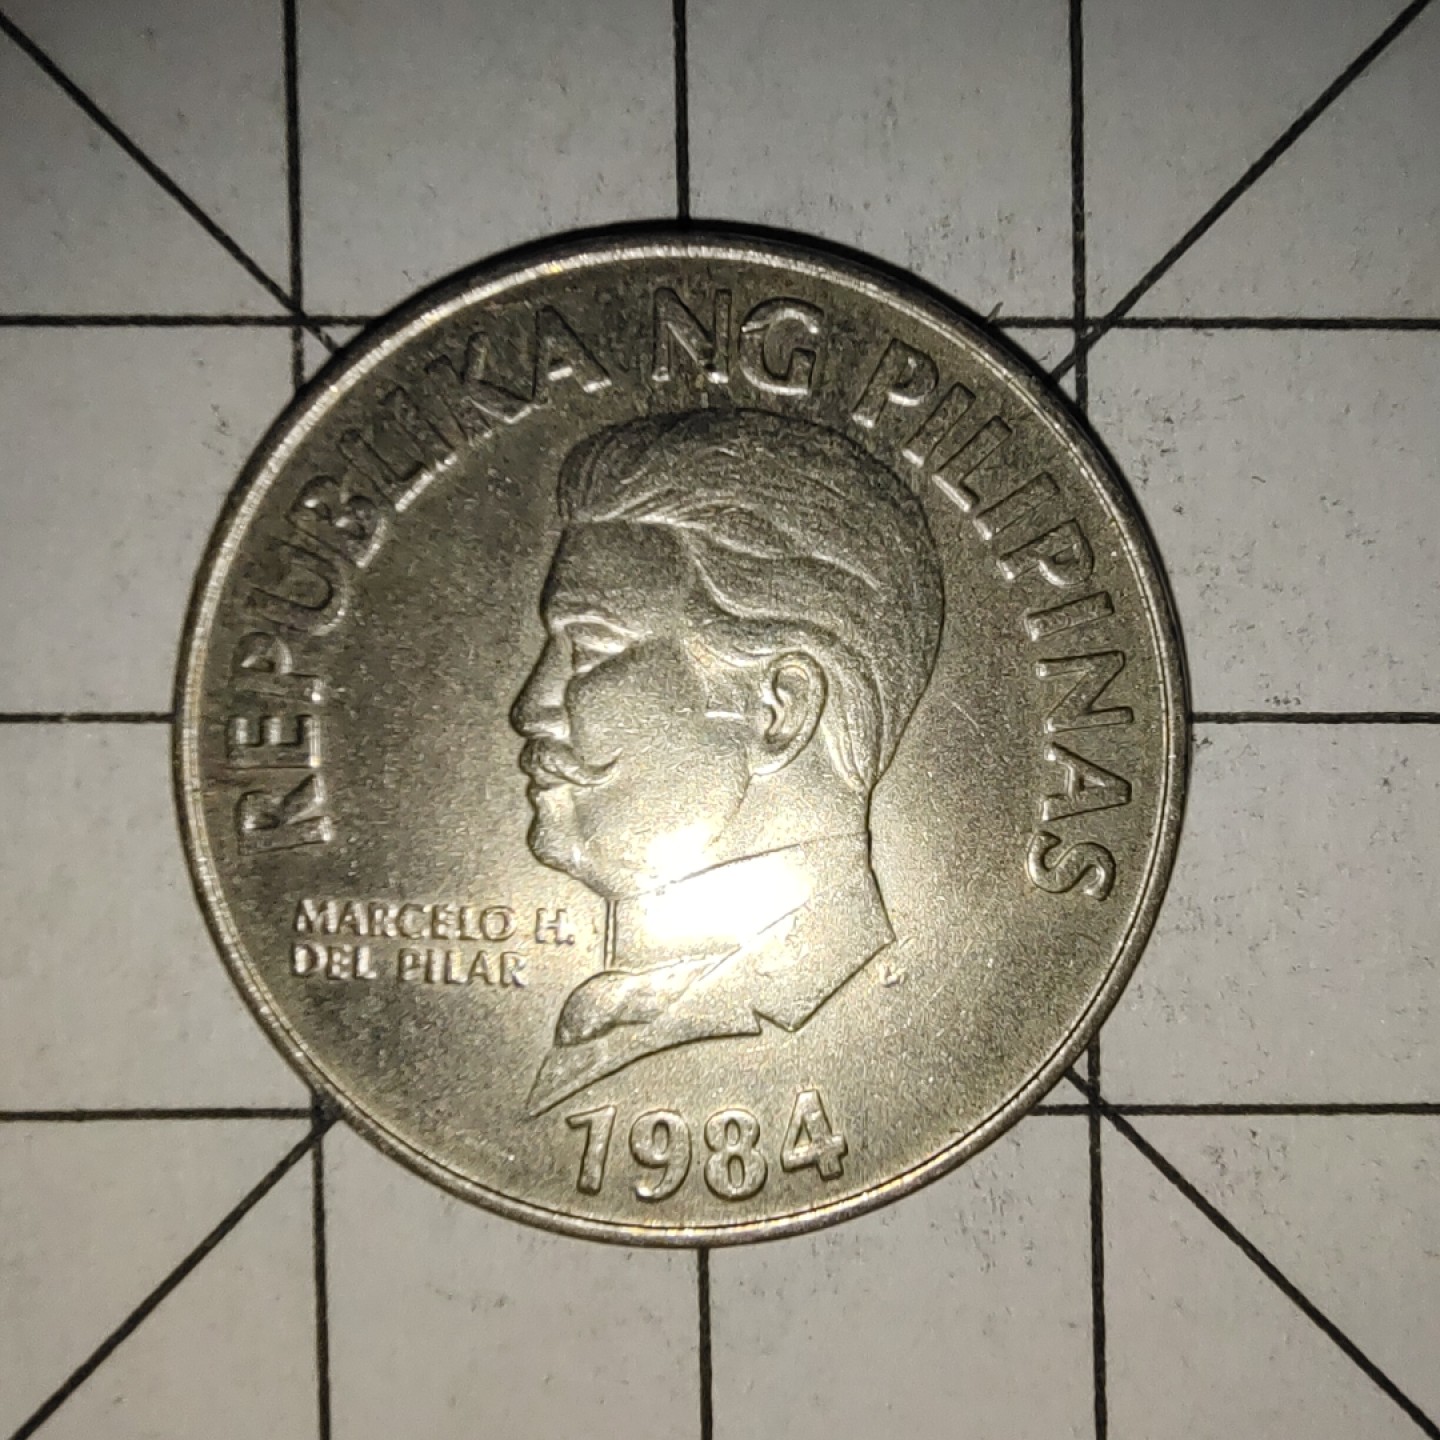 REPUBLIKA NG PILIPINAS
MARCELO H.
DEL PILAR
1984